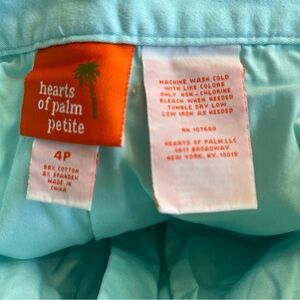 hearts
of palm
petite
4P
98% COTTON
2% SPANDEX
MADE IN
CHINA
MACHINE WASH COLD
WITH LIKE COLORS
ONLY NON - CHLORINE
BLEACH WHEN NEEDED
TUMBLE DRY LOW
LOW IRON AS NEEDED
RN 107680
HEARTS OF PALM,LLC
1411 BROADWAY
NEW YORK, NY. 10018